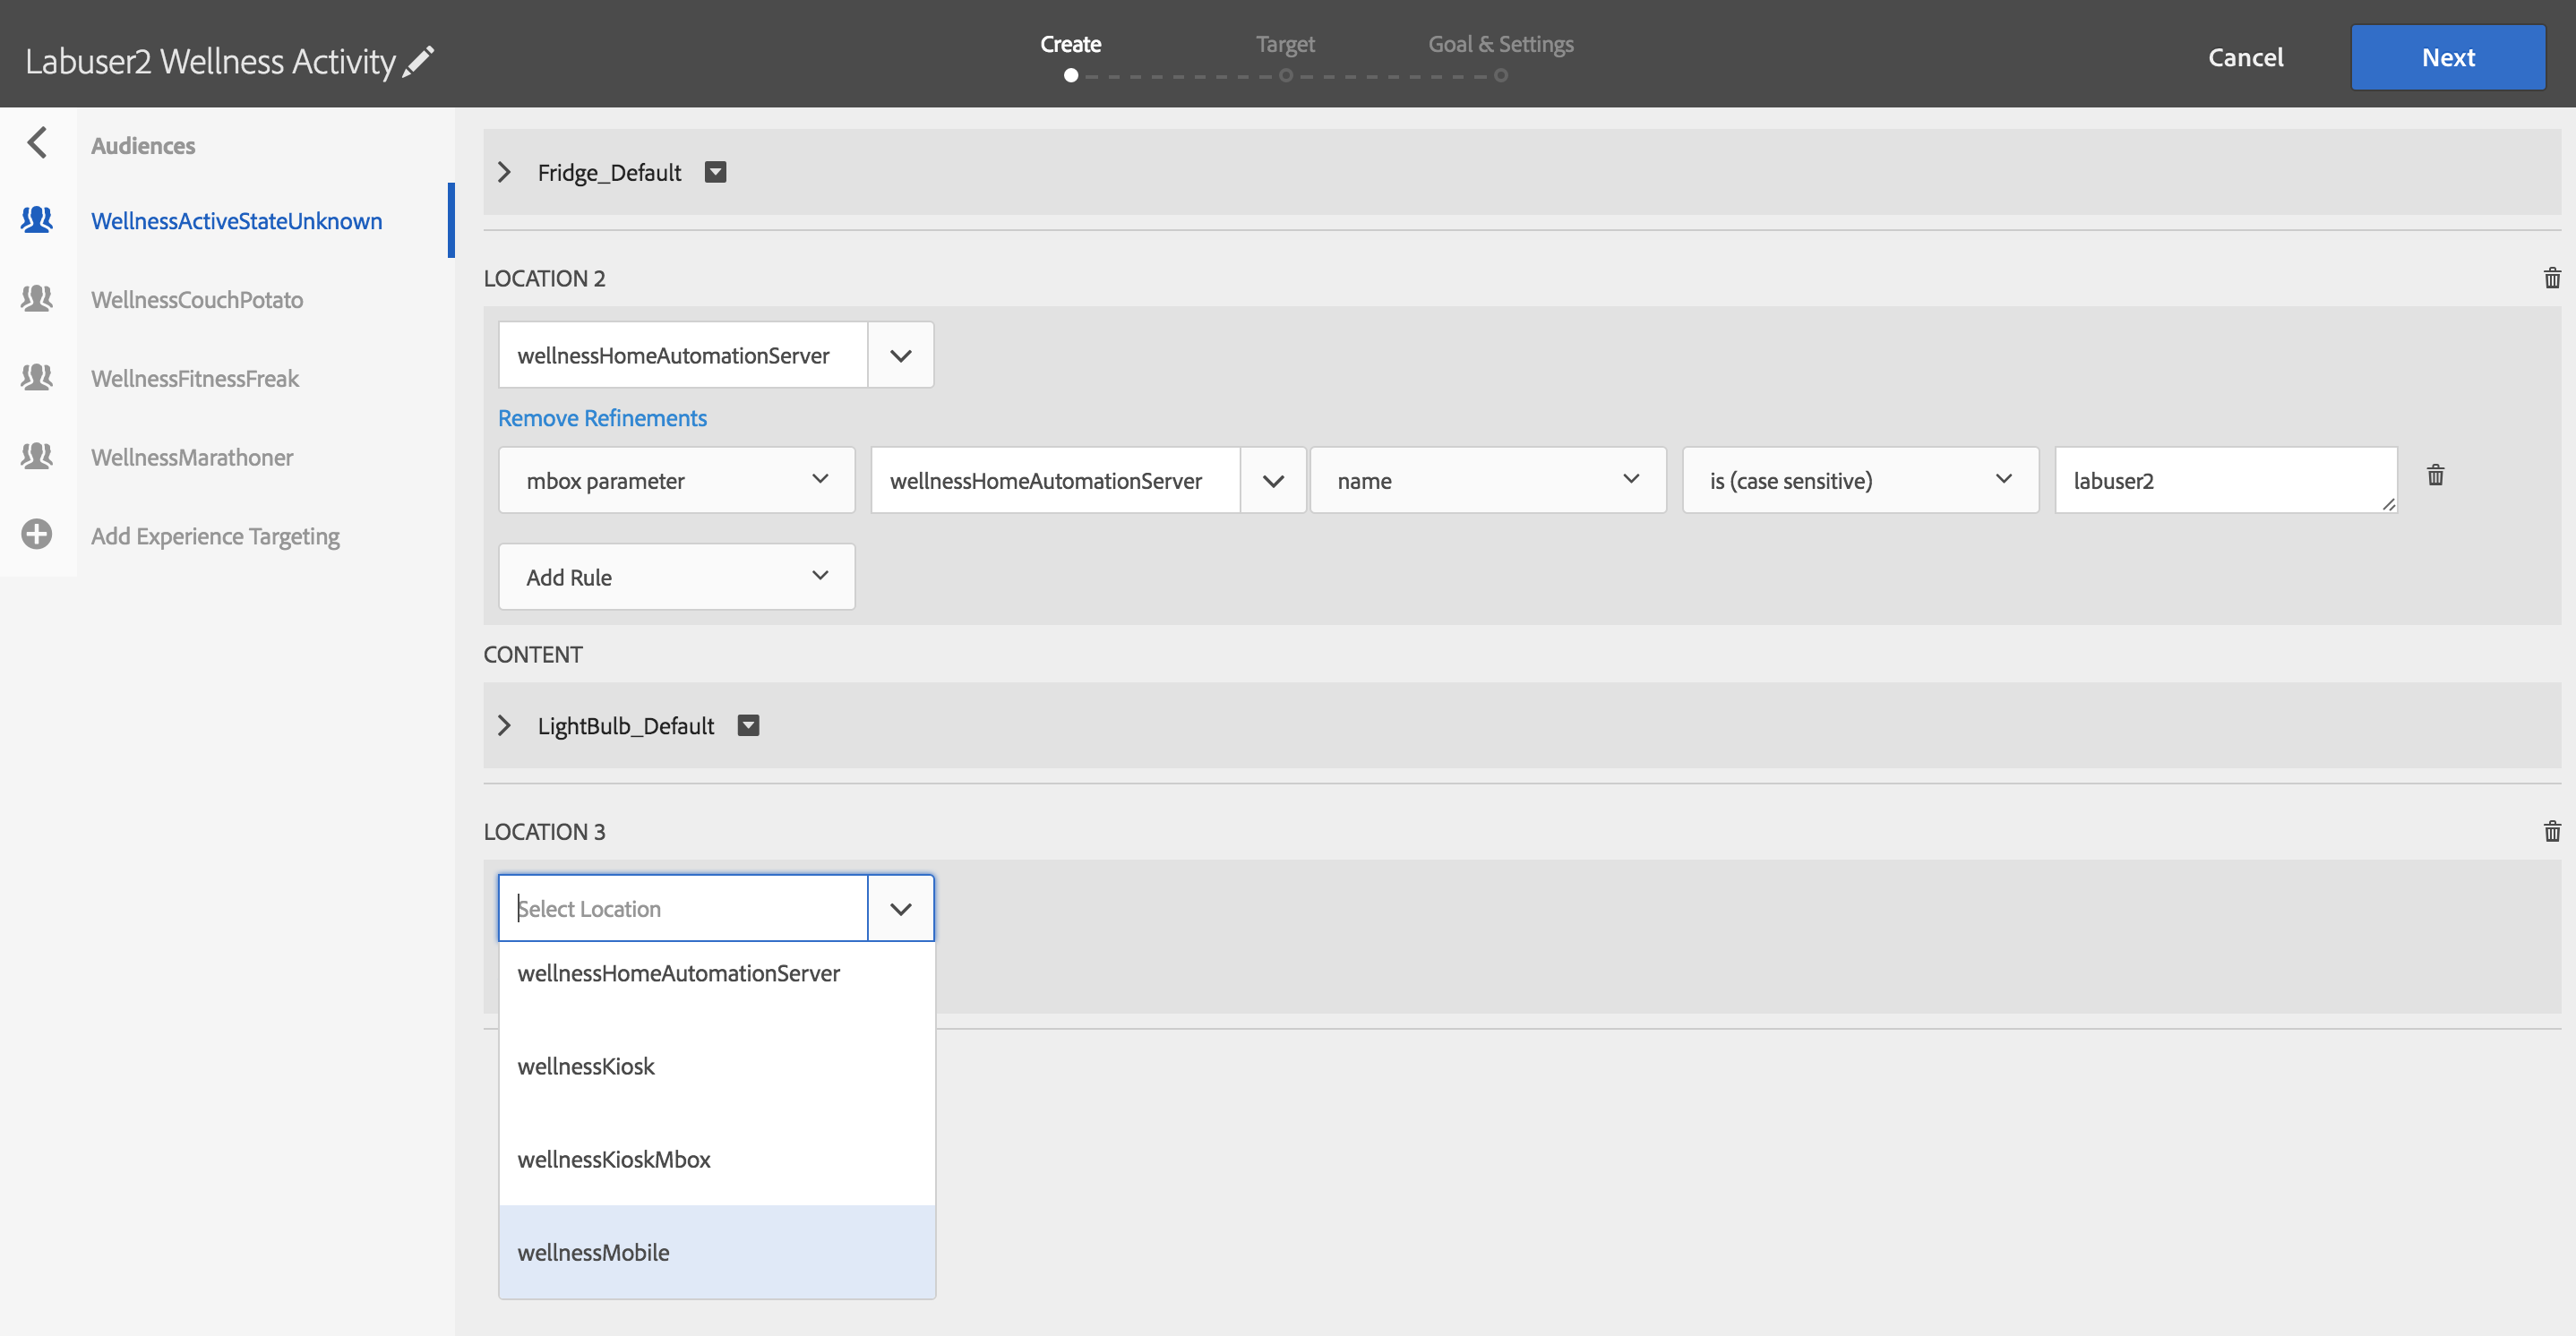 Labuser2 Wellness Activity
Create
Target
Goal & Settings
Cancel
Next
Audiences
WellnessActiveStateUnknown
WellnessCouchPotato
WellnessFitnessFreak
WellnessMarathoner
Add Experience Targeting
Fridge_Default
LOCATION 2
wellnessHomeAutomationServer
Remove Refinements
mbox parameter
wellnessHomeAutomationServer
name
is (case sensitive)
labuser2
Add Rule
CONTENT
LightBulb_Default
LOCATION 3
Select Location
wellnessHomeAutomationServer
wellnessKiosk
wellnessKioskMbox
wellnessMobile